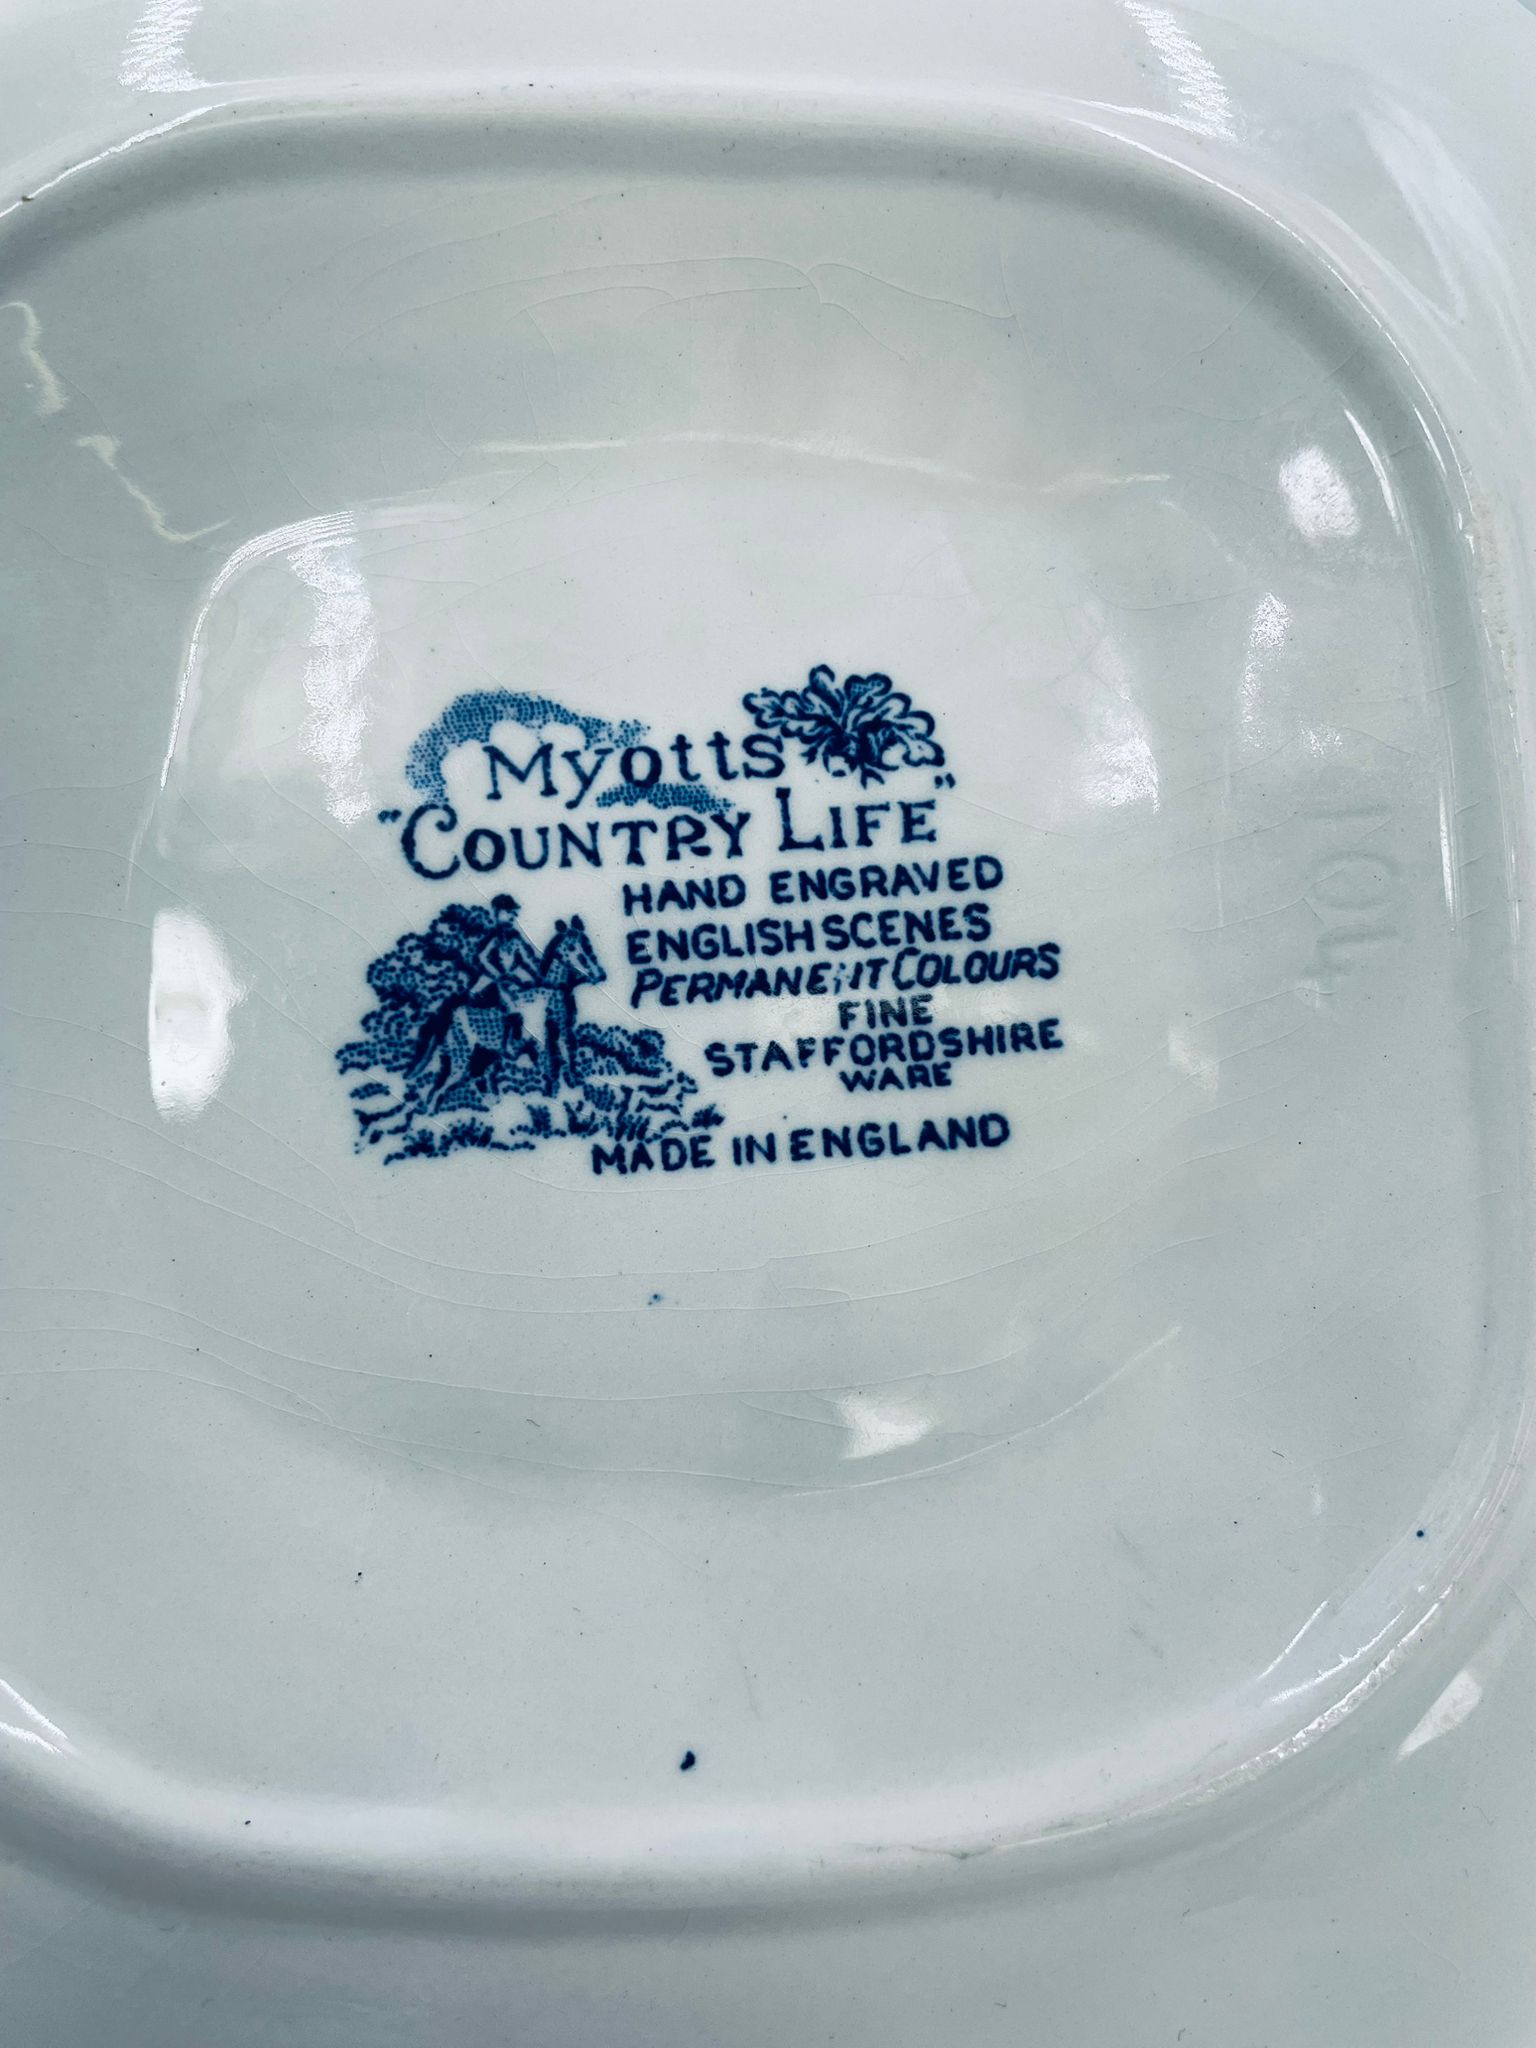 Myotts
"COUNTRY LIFE"
HAND ENGRAVED
ENGLISH SCENES
PERMANENT COLOURS
FINE
STAFFORDSHIRE
WARE
MADE IN ENGLAND